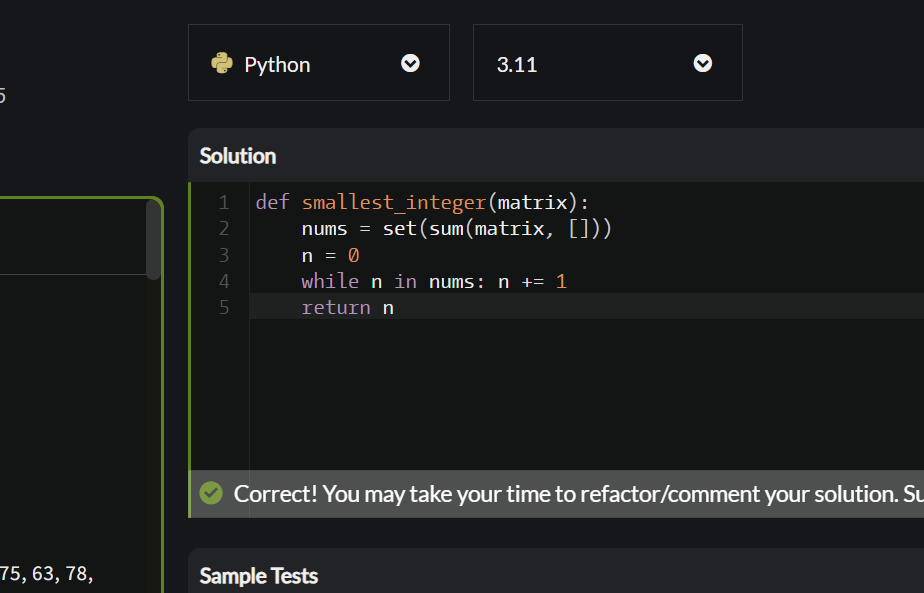 Python
3.11
5
Solution
1 def smallest_integer(matrix):
2 nums = set(sum(matrix, []))
3 n = 0
4 while n in nums: n += 1
5 return n
Correct! You may take your time to refactor/comment your solution. Su
75, 63, 78,
Sample Tests